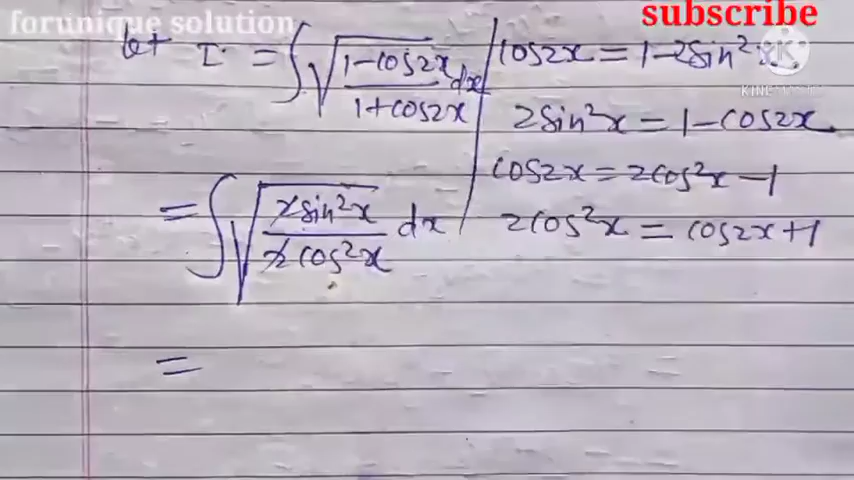 subscribe
forunique solution
let I = ∫√(1-cos2x/1+cos2x) dx
cos2x = 1-2sin²x
2sin²x = 1-cos2x
cos2x = 2cos²x-1
2cos²x = cos2x+1
= ∫√(2sin²x/2cos²x) dx
=